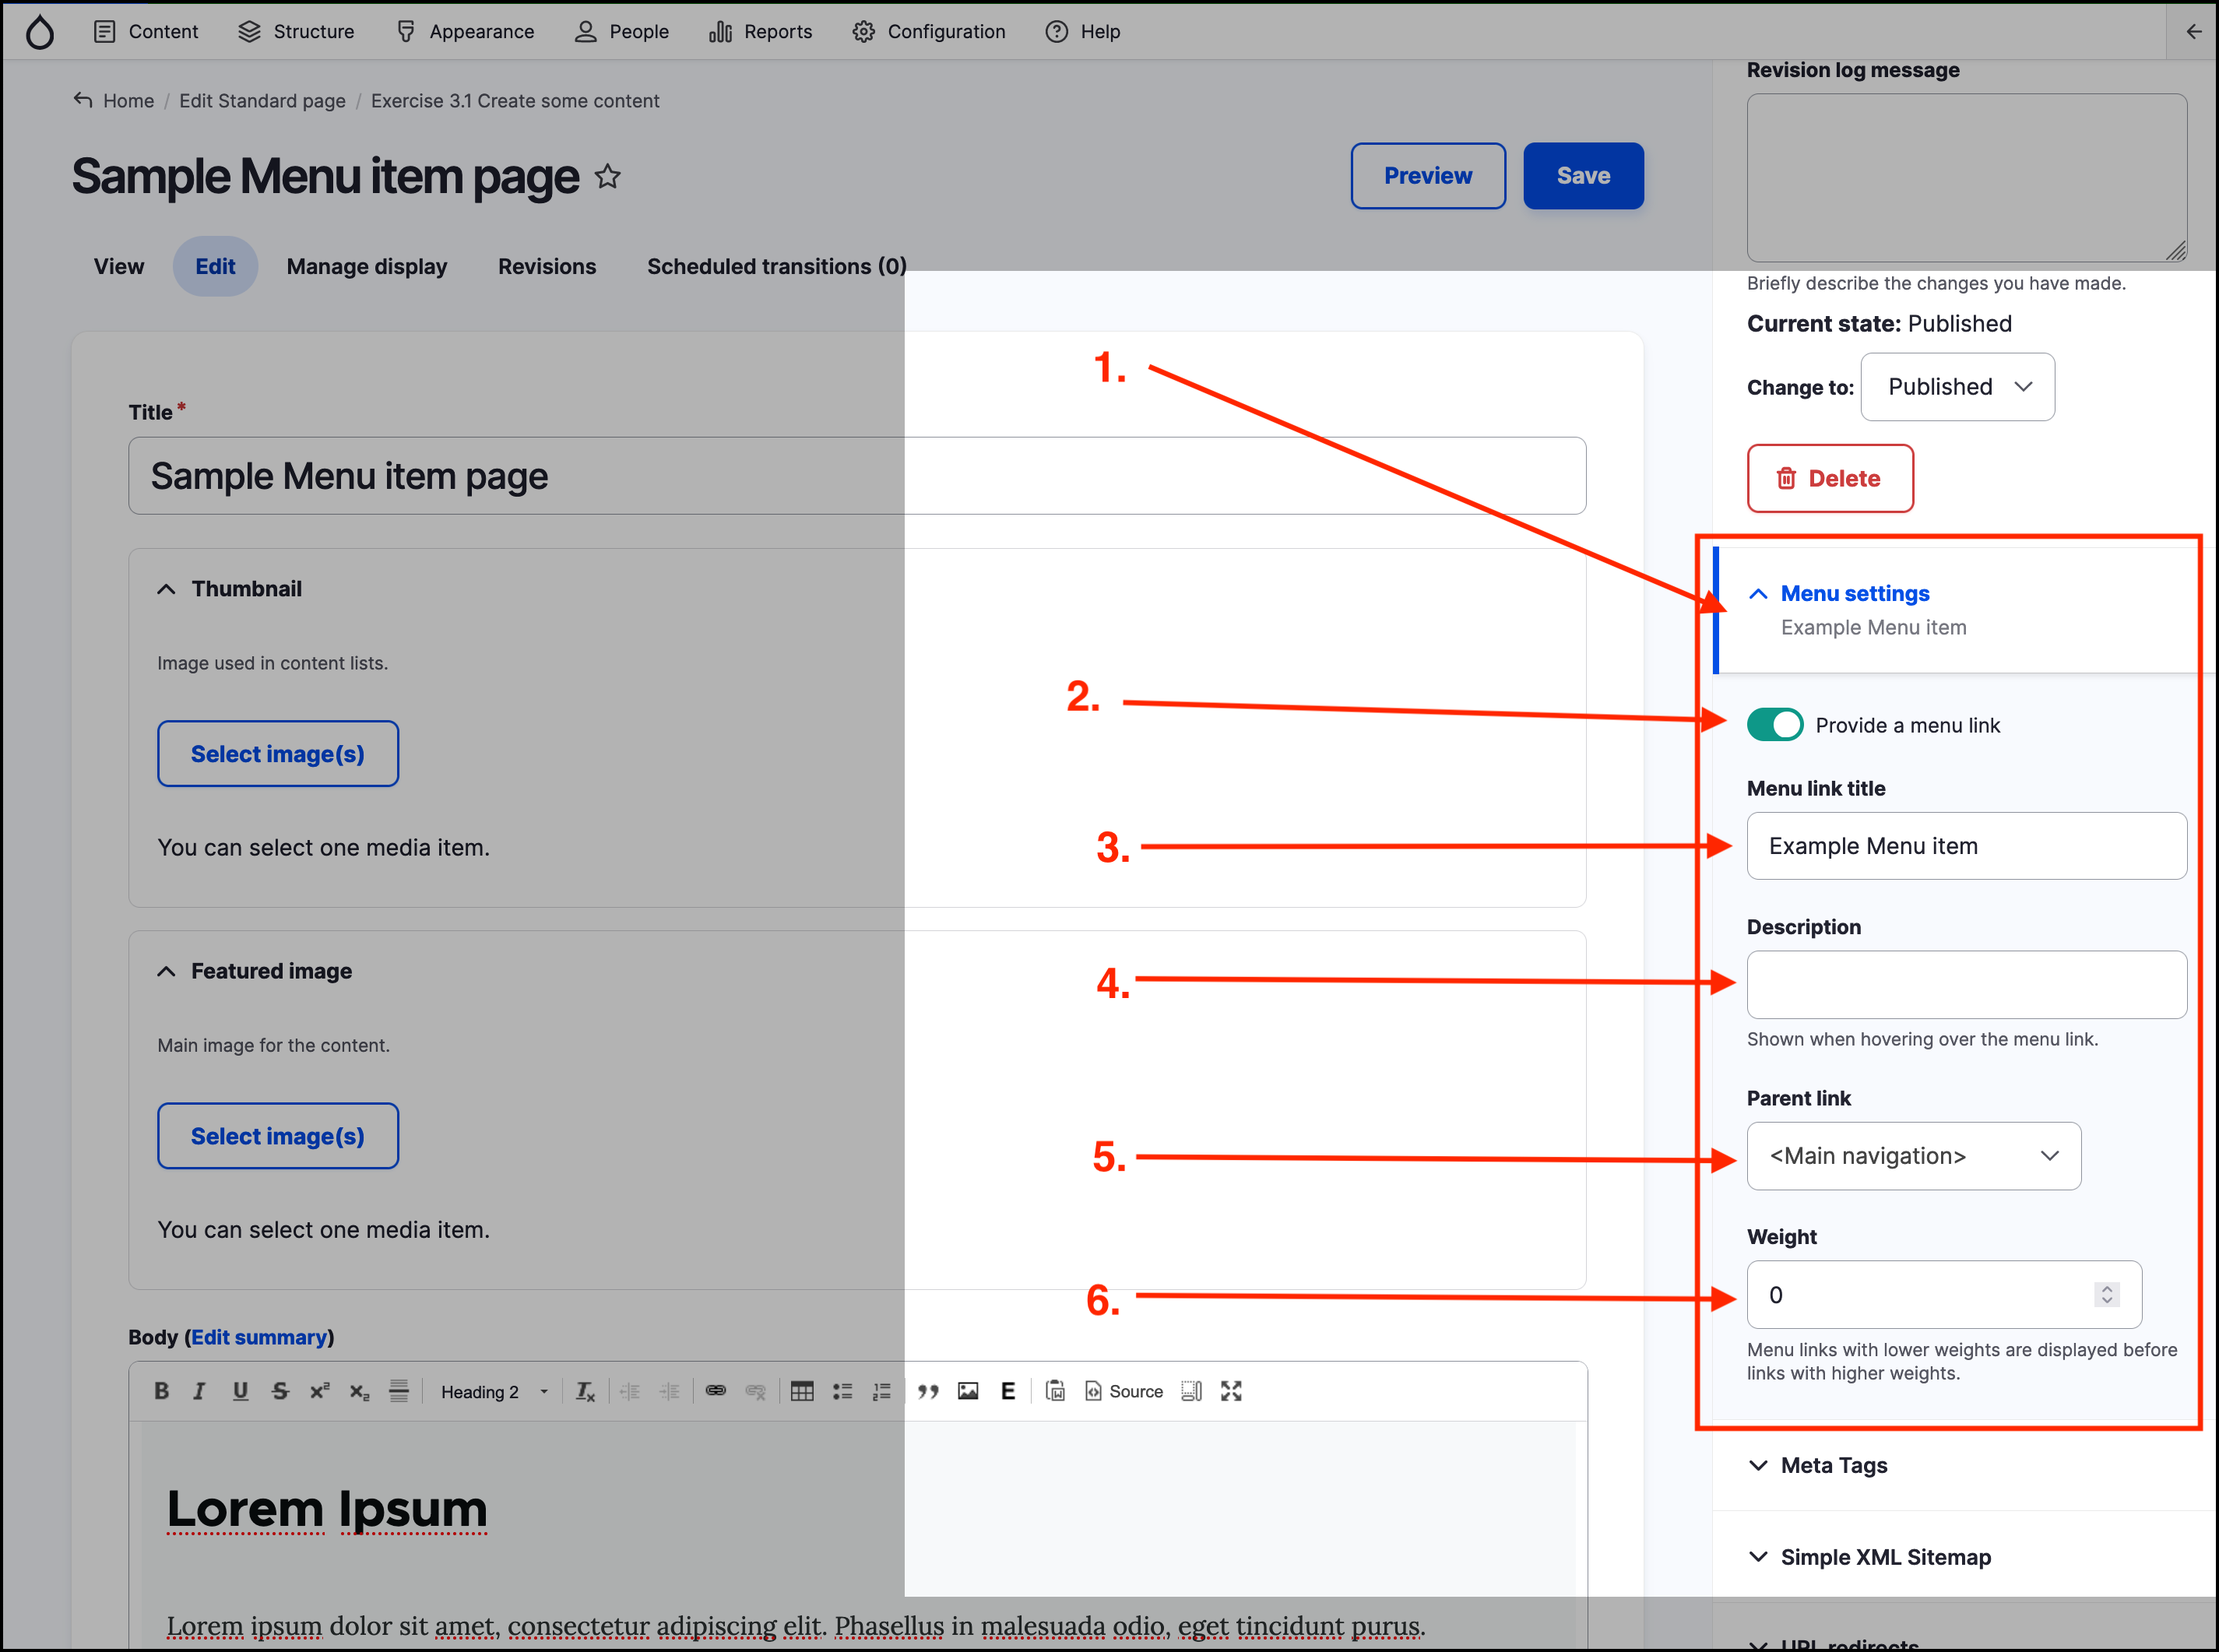 Content Structure Appearance People Reports Configuration Help
Home / Edit Standard page / Exercise 3.1 Create some content
Sample Menu item page
Preview Save
View Edit Manage display Revisions Scheduled transitions (0)
Title *
Sample Menu item page
Thumbnail
Image used in content lists.
Select image(s)
You can select one media item.
Featured image
Main image for the content.
Select image(s)
You can select one media item.
Body (Edit summary)
B I U S x² x₂ Heading 2 Tx E Source
Lorem Ipsum
Lorem ipsum dolor sit amet, consectetur adipiscing elit. Phasellus in malesuada odio, eget tincidunt purus.
1.
2.
3.
4.
5.
6.
Revision log message
Briefly describe the changes you have made.
Current state: Published
Change to: Published
Delete
Menu settings
Example Menu item
Provide a menu link
Menu link title
Example Menu item
Description
Shown when hovering over the menu link.
Parent link
<Main navigation>
Weight
0
Menu links with lower weights are displayed before
links with higher weights.
Meta Tags
Simple XML Sitemap
URL redirects